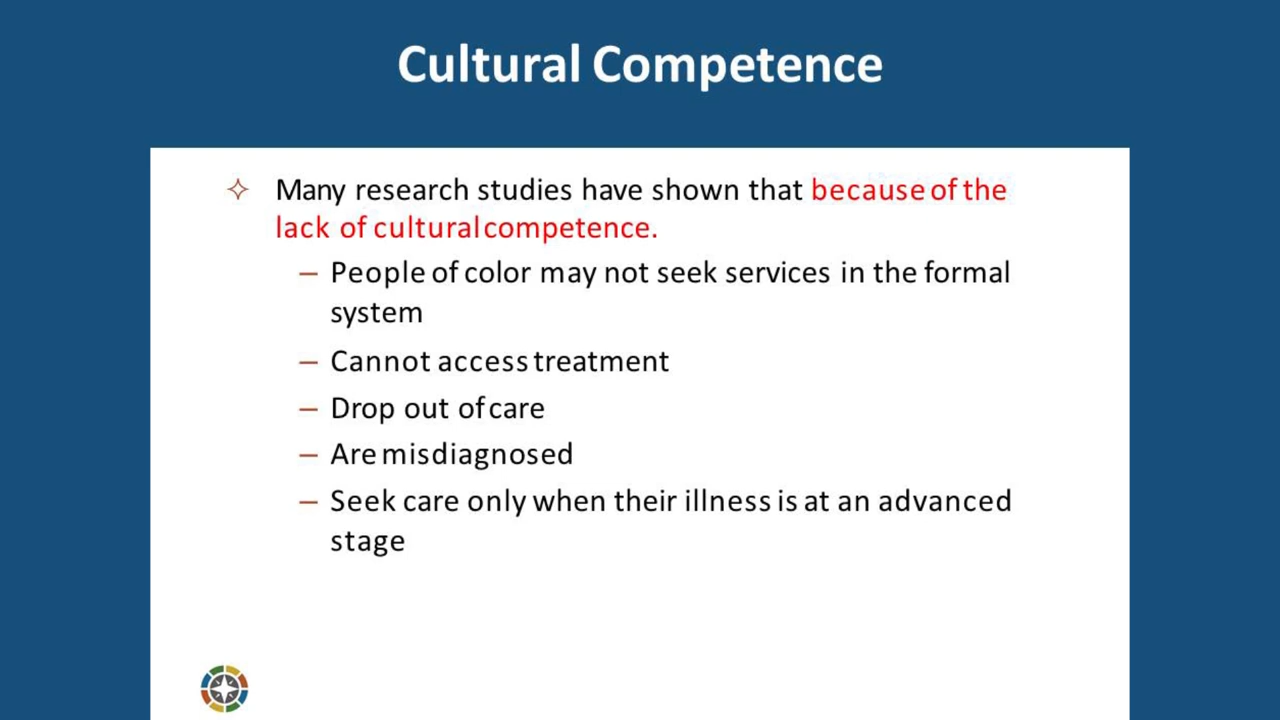 Cultural Competence
Many research studies have shown that because of the
lack of cultural competence.
– People of color may not seek services in the formal
system
– Cannot access treatment
– Drop out of care
– Are misdiagnosed
– Seek care only when their illness is at an advanced
stage